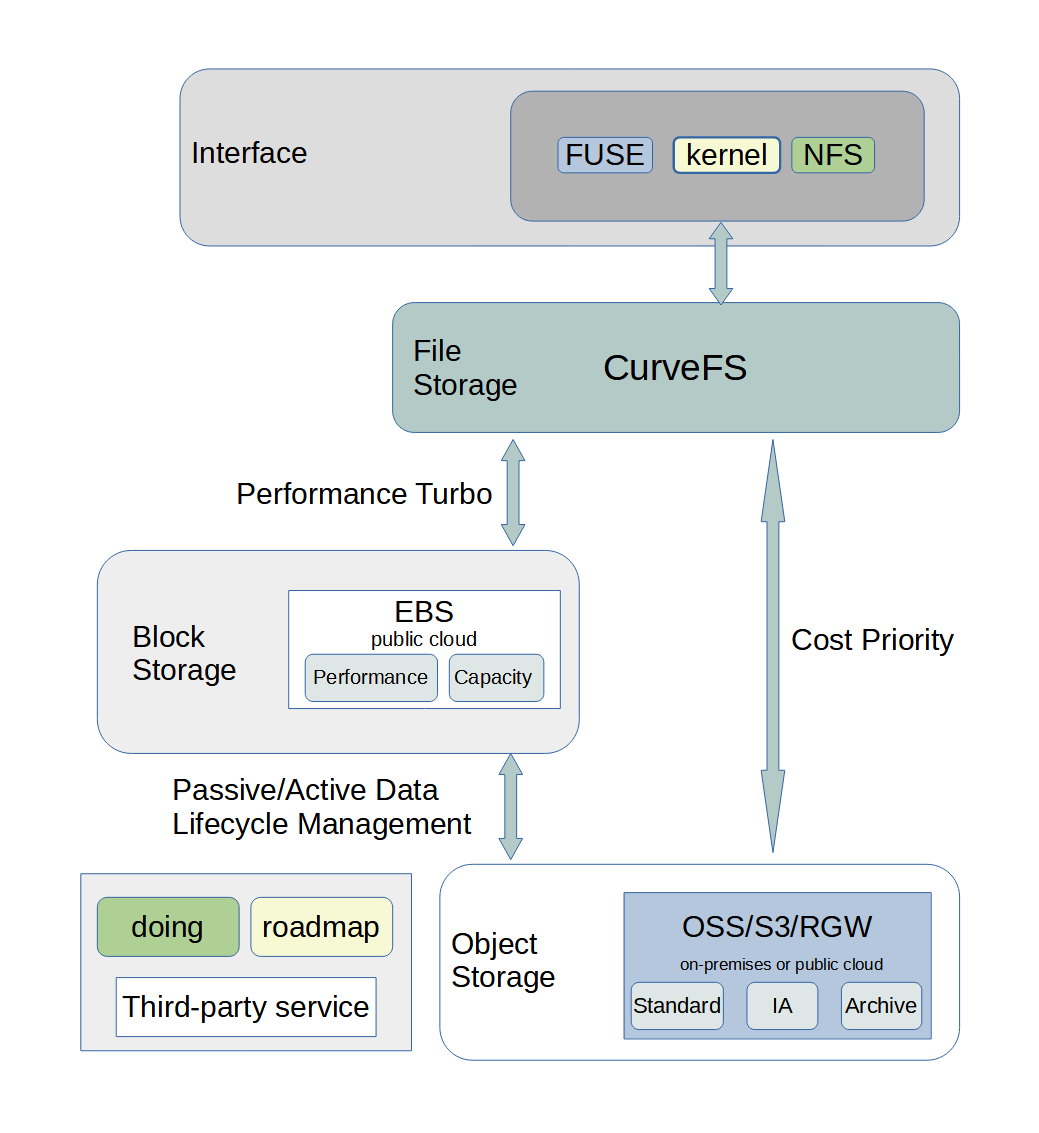 Interface
FUSE
kernel
NFS
File
Storage
CurveFS
Performance Turbo
Block
Storage
EBS
public cloud
Performance
Capacity
Cost Priority
Passive/Active Data
Lifecycle Management
doing
roadmap
Third-party service
Object
Storage
OSS/S3/RGW
on-premises or public cloud
Standard
IA
Archive